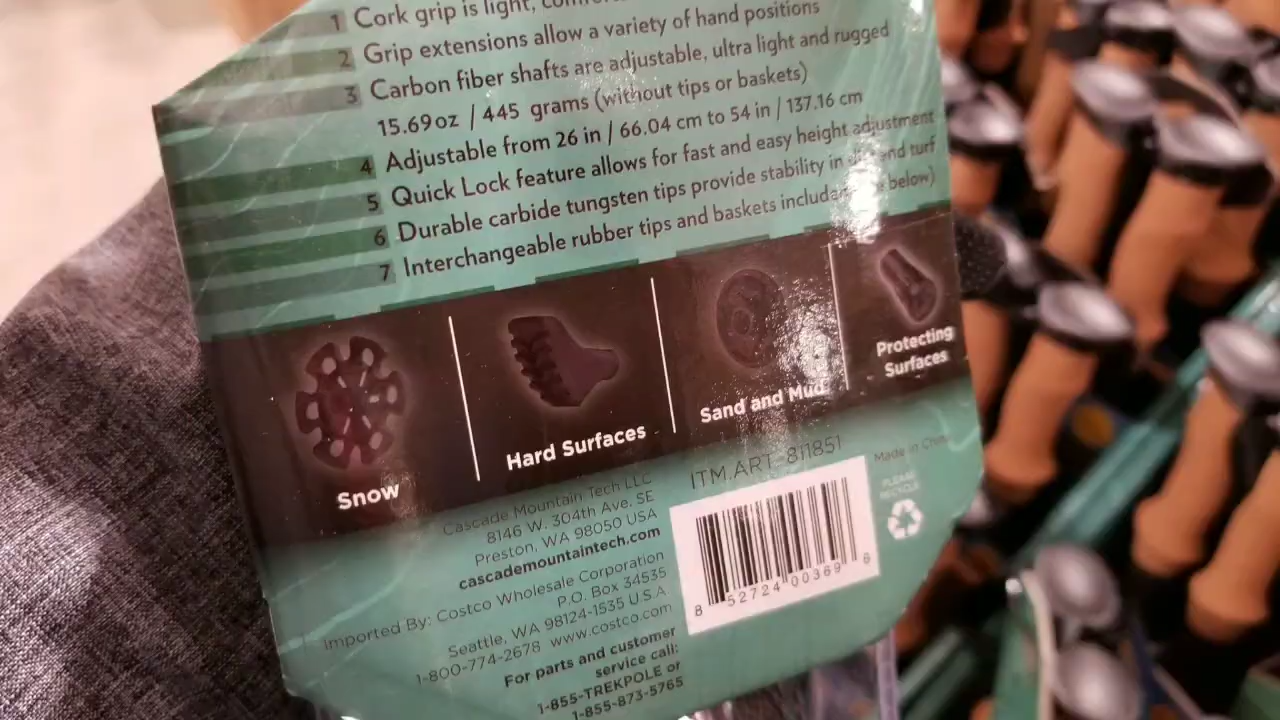 1 Cork grip is light,
2 Grip extensions allow a variety of hand positions
3 Carbon fiber shafts are adjustable, ultra light and rugged
15.69oz / 445 grams (without tips or baskets)
4 Adjustable from 26 in / 66.04 cm to 54 in / 137.16 cm
5 Quick Lock feature allows for fast and easy height adjustment
6 Durable carbide tungsten tips provide stability in and turf
7 Interchangeable rubber tips and baskets below)
Snow
Hard Surfaces
Sand and Mud
Protecting
Surfaces
Cascade Mountain Tech LLC
8146 W. 304th Ave. SE
Preston, WA 98050 USA
cascademountaintech.com
Imported By: Costco Wholesale Corporation
P.O. Box 34535
Seattle, WA 98124-1535 U.S.A
1-800-774-2678 www.costco.com
For parts and customer
service call:
1-855-TREKPOLE or
1-855-873-5765
ITM.ART. 811851
8 52724 00369 6
Made in China
PLEASE
RECYCLE